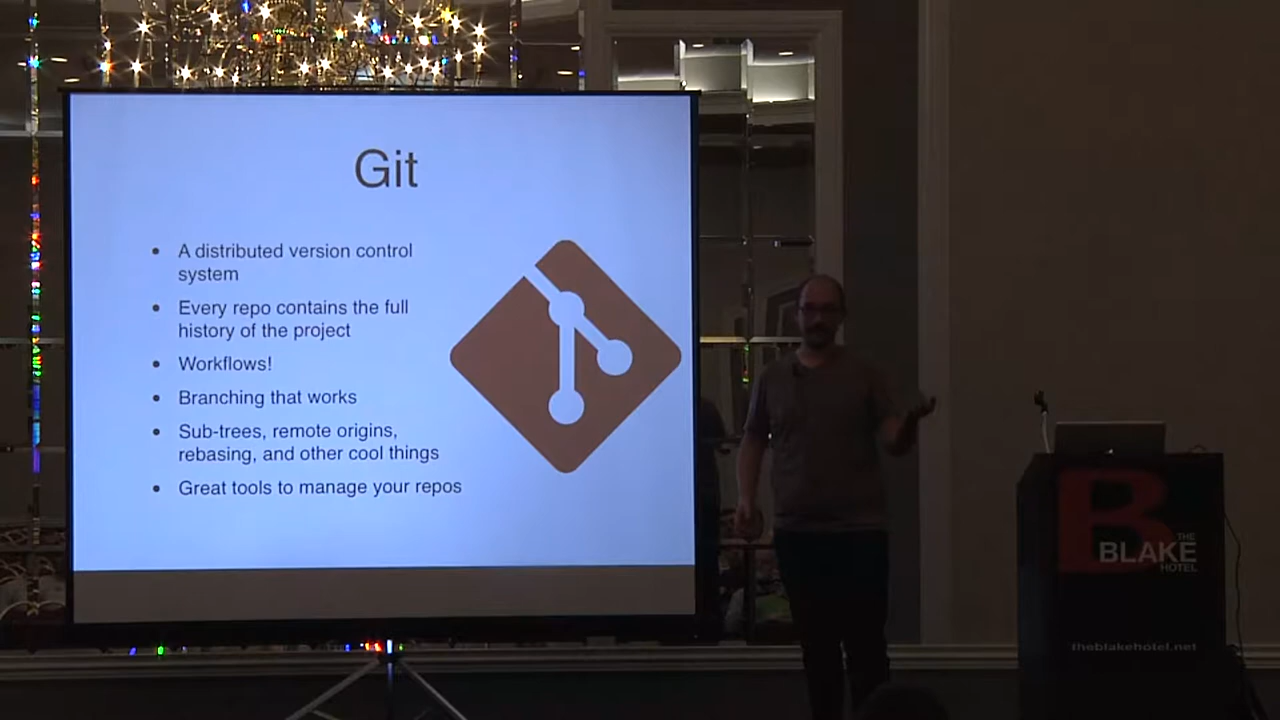 Git
• A distributed version control
system
• Every repo contains the full
history of the project
• Workflows!
• Branching that works
• Sub-trees, remote origins,
rebasing, and other cool things
• Great tools to manage your repos
B
THE
BLAKE
HOTEL
theblakehotel.net